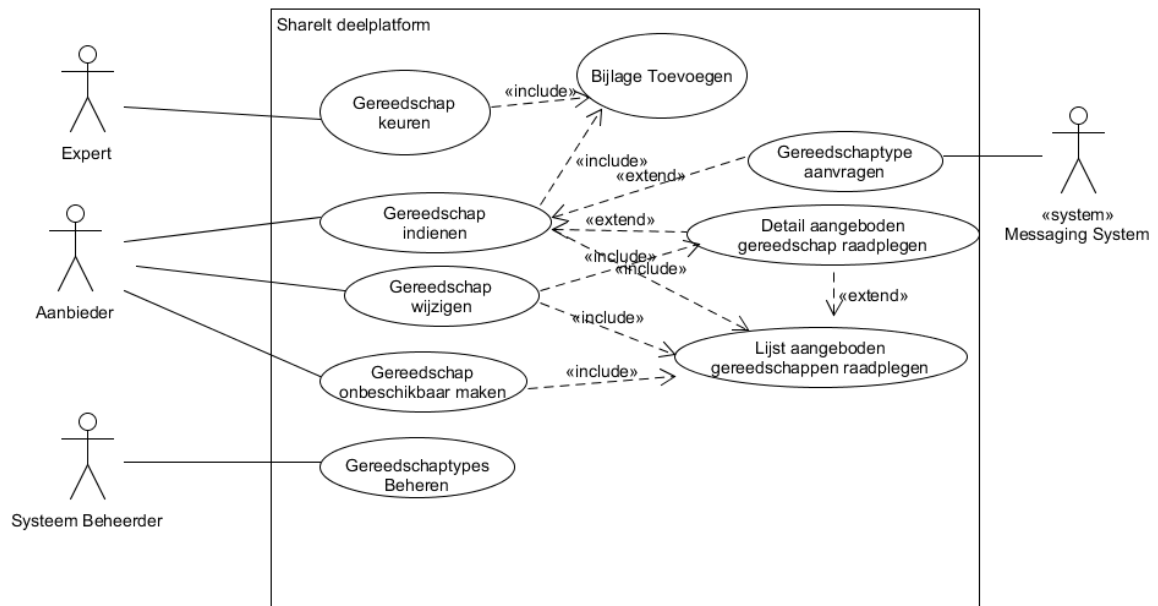 ShareIt deelplatform
Expert
Gereedschap
keuren
«include»
Bijlage Toevoegen
«include»
«extend»
Gereedschaptype
aanvragen
«system»
Messaging System
Aanbieder
Gereedschap
indienen
«extend»
Detail aangeboden
gereedschap raadplegen
«include»
«include»
Gereedschap
wijzigen
«extend»
«include»
Lijst aangeboden
gereedschappen raadplegen
Gereedschap
onbeschikbaar maken
«include»
Systeem Beheerder
Gereedschaptypes
Beheren